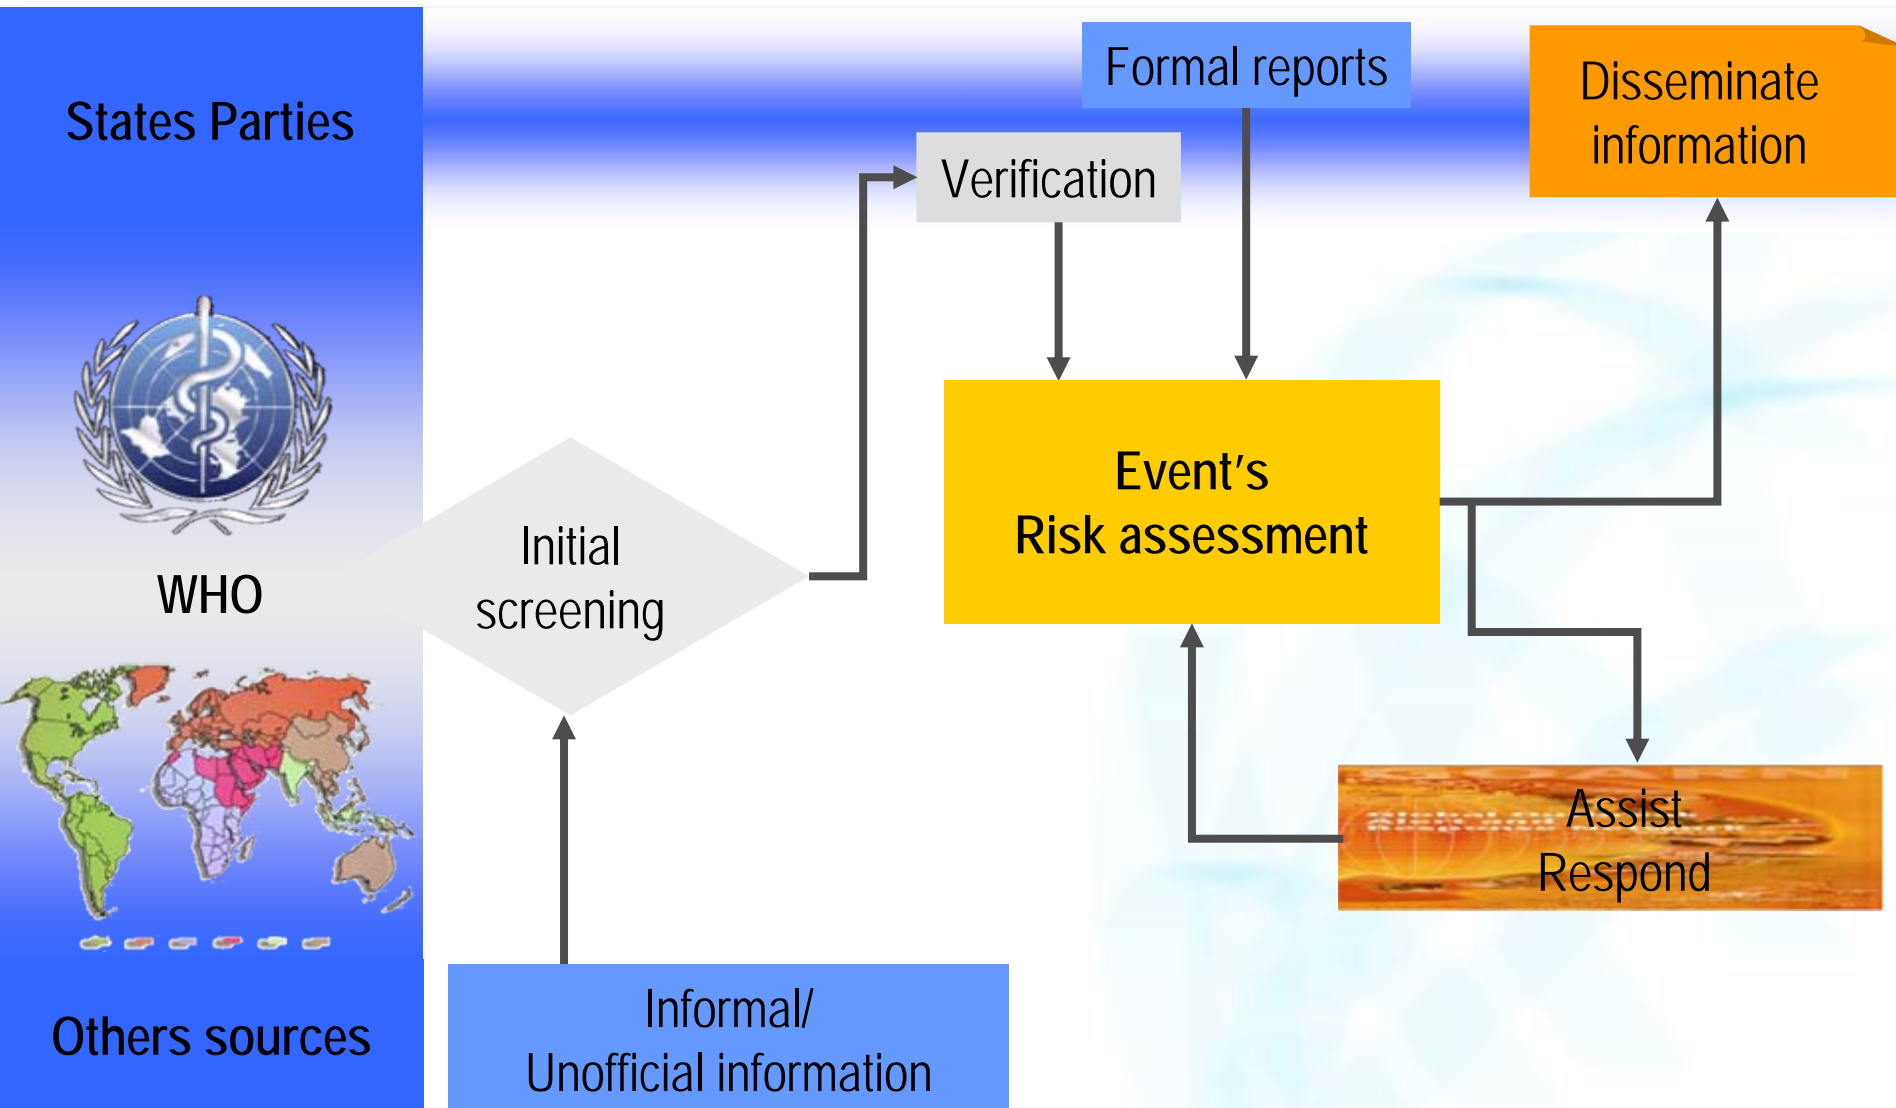 States Parties
WHO
Others sources
Formal reports
Disseminate
information
Verification
Event's
Risk assessment
Initial
screening
Assist
Respond
Informal/
Unofficial information